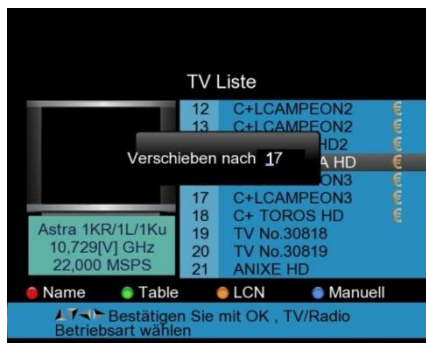 TV Liste
12 C+LCAMPEON2 €
13 C+LCAMPEON2 €
HD2 €
Verschieben nach 17
A HD €
ON3 €
17 C+LCAMPEON3 €
18 C+ TOROS HD €
19 TV No.30818
20 TV No.30819
21 ANIXE HD
Astra 1KR/1L/1Ku
10,729[V] GHz
22,000 MSPS
Name Table LCN Manuell
Bestätigen Sie mit OK , TV/Radio
Betriebsart wählen